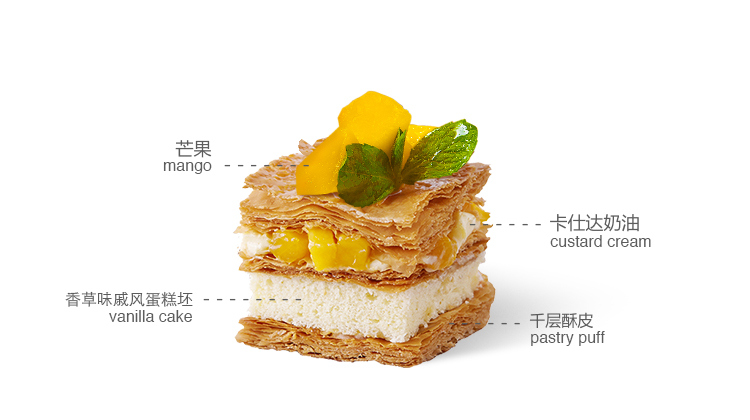 芒果
mango
卡仕达奶油
custard cream
香草味戚风蛋糕坯
vanilla cake
千层酥皮
pastry puff